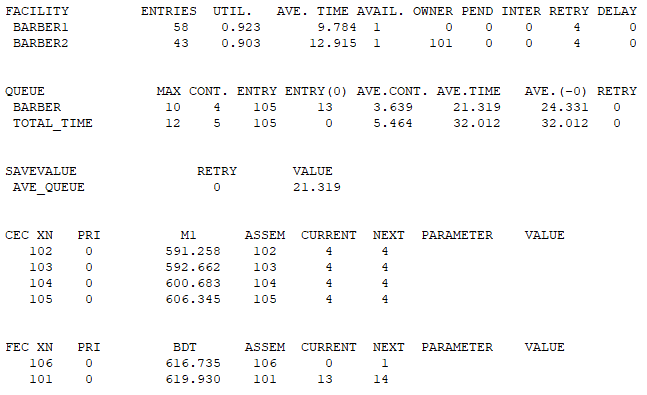 FACILITY ENTRIES UTIL. AVE. TIME AVAIL. OWNER PEND INTER RETRY DELAY
BARBER1 58 0.923 9.784 1 0 0 0 4 0
BARBER2 43 0.903 12.915 1 101 0 0 4 0
QUEUE MAX CONT. ENTRY ENTRY(0) AVE.CONT. AVE.TIME AVE.(-0) RETRY
BARBER 10 4 105 13 3.639 21.319 24.331 0
TOTAL_TIME 12 5 105 0 5.464 32.012 32.012 0
SAVEVALUE RETRY VALUE
AVE_QUEUE 0 21.319
CEC XN PRI M1 ASSEM CURRENT NEXT PARAMETER VALUE
102 0 591.258 102 4 4
103 0 592.662 103 4 4
104 0 600.683 104 4 4
105 0 606.345 105 4 4
FEC XN PRI BDT ASSEM CURRENT NEXT PARAMETER VALUE
106 0 616.735 106 0 1
101 0 619.930 101 13 14